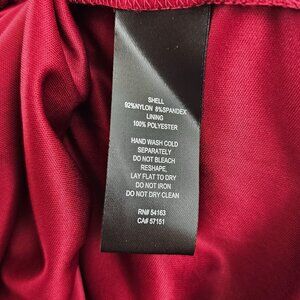 SHELL
92%NYLON 8%SPANDEX
LINING
100% POLYESTER
HAND WASH COLD
SEPARATELY
DO NOT BLEACH
RESHAPE,
LAY FLAT TO DRY
DO NOT IRON
DO NOT DRY CLEAN
RN# 54163
CA# 57151